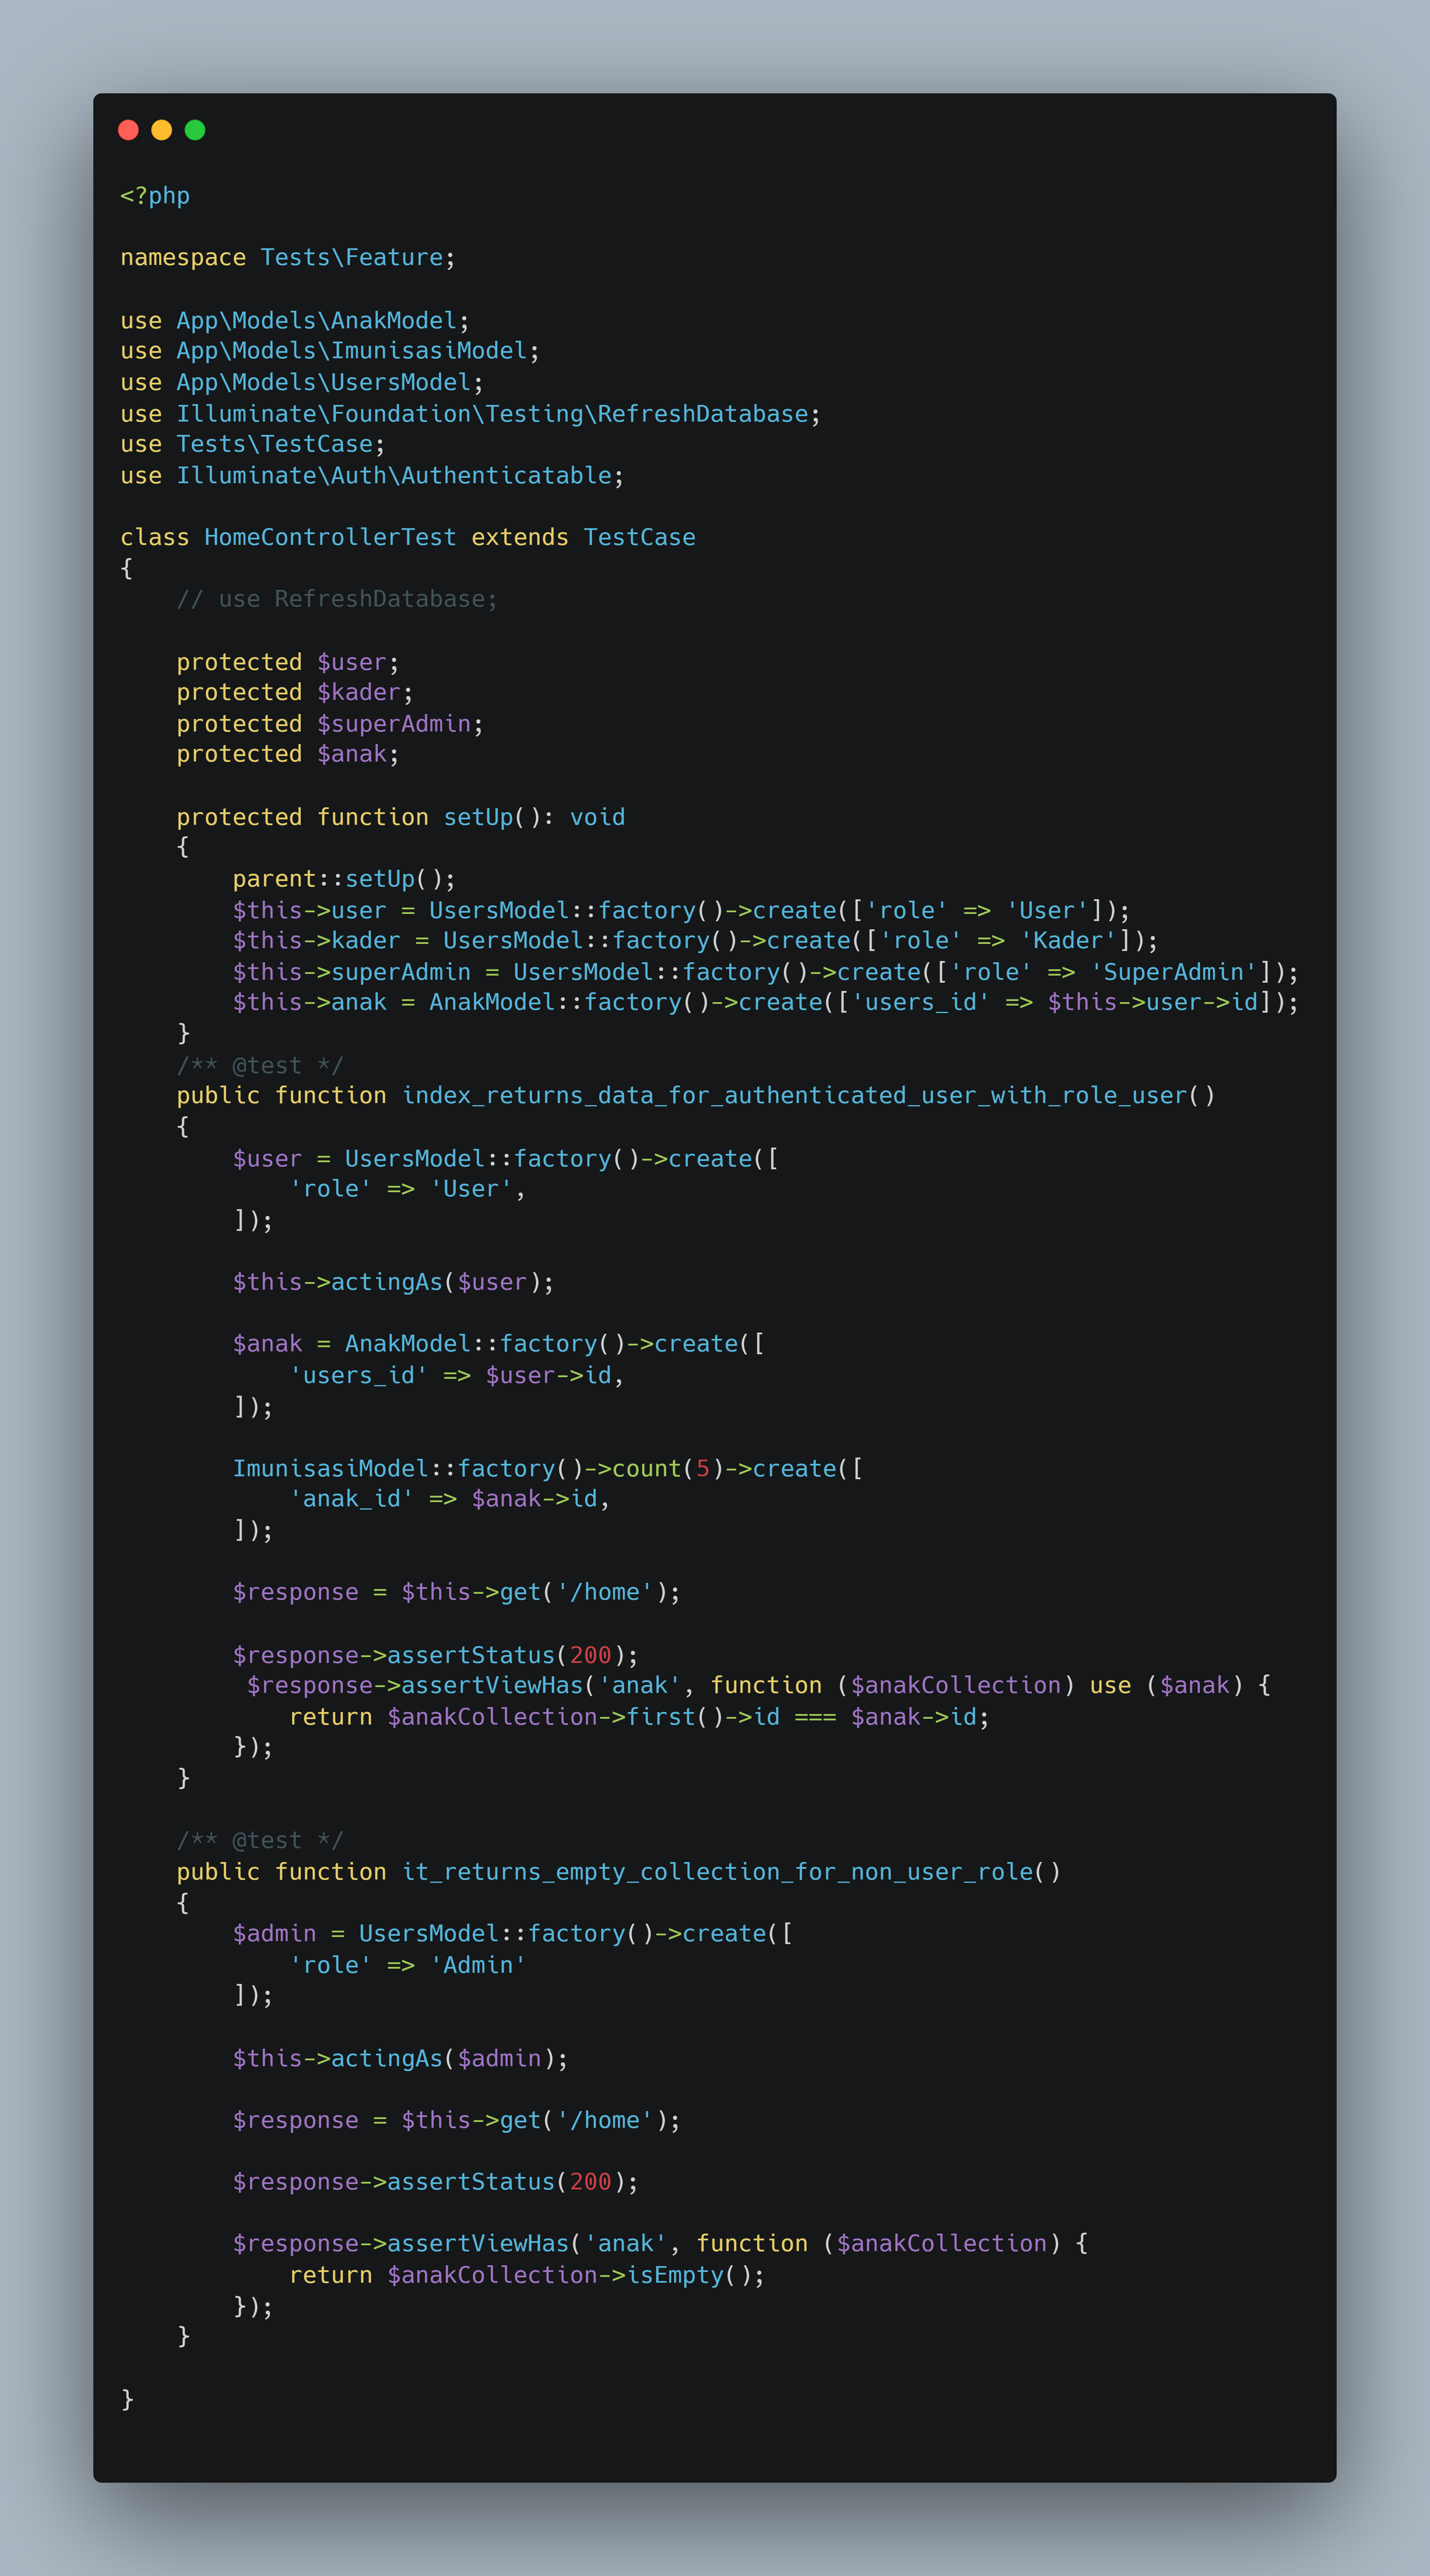 <?php

namespace Tests\Feature;

use App\Models\AnakModel;
use App\Models\ImunisasiModel;
use App\Models\UsersModel;
use Illuminate\Foundation\Testing\RefreshDatabase;
use Tests\TestCase;
use Illuminate\Auth\Authenticatable;

class HomeControllerTest extends TestCase
{
    // use RefreshDatabase;

    protected $user;
    protected $kader;
    protected $superAdmin;
    protected $anak;

    protected function setUp(): void
    {
        parent::setUp();
        $this->user = UsersModel::factory()->create(['role' => 'User']);
        $this->kader = UsersModel::factory()->create(['role' => 'Kader']);
        $this->superAdmin = UsersModel::factory()->create(['role' => 'SuperAdmin']);
        $this->anak = AnakModel::factory()->create(['users_id' => $this->user->id]);
    }
    /** @test */
    public function index_returns_data_for_authenticated_user_with_role_user()
    {
        $user = UsersModel::factory()->create([
            'role' => 'User',
        ]);

        $this->actingAs($user);

        $anak = AnakModel::factory()->create([
            'users_id' => $user->id,
        ]);

        ImunisasiModel::factory()->count(5)->create([
            'anak_id' => $anak->id,
        ]);

        $response = $this->get('/home');

        $response->assertStatus(200);
         $response->assertViewHas('anak', function ($anakCollection) use ($anak) {
            return $anakCollection->first()->id === $anak->id;
        });
    }

    /** @test */
    public function it_returns_empty_collection_for_non_user_role()
    {
        $admin = UsersModel::factory()->create([
            'role' => 'Admin'
        ]);

        $this->actingAs($admin);

        $response = $this->get('/home');

        $response->assertStatus(200);

        $response->assertViewHas('anak', function ($anakCollection) {
            return $anakCollection->isEmpty();
        });
    }

}